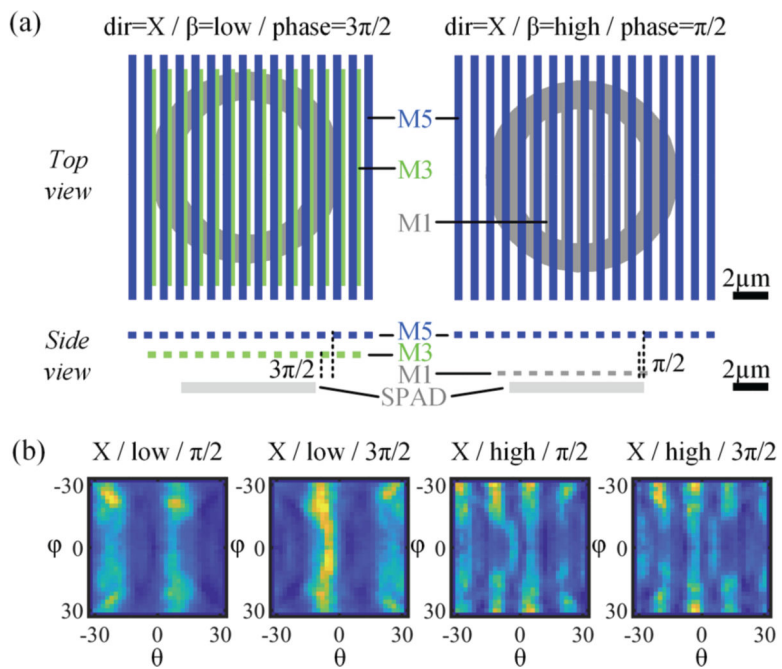 (a)
dir=X / β=low / phase=3π/2
dir=X / β=high / phase=π/2
Top view
M5
M3
M1
2μm
Side view
M5
M3
3π/2
M1
π/2
SPAD
2μm
(b)
X / low / π/2
X / low / 3π/2
X / high / π/2
X / high / 3π/2
-30
φ 0
30
-30
φ 0
30
-30
φ 0
30
-30
φ 0
30
-30 0 30
θ
-30 0 30
θ
-30 0 30
θ
-30 0 30
θ